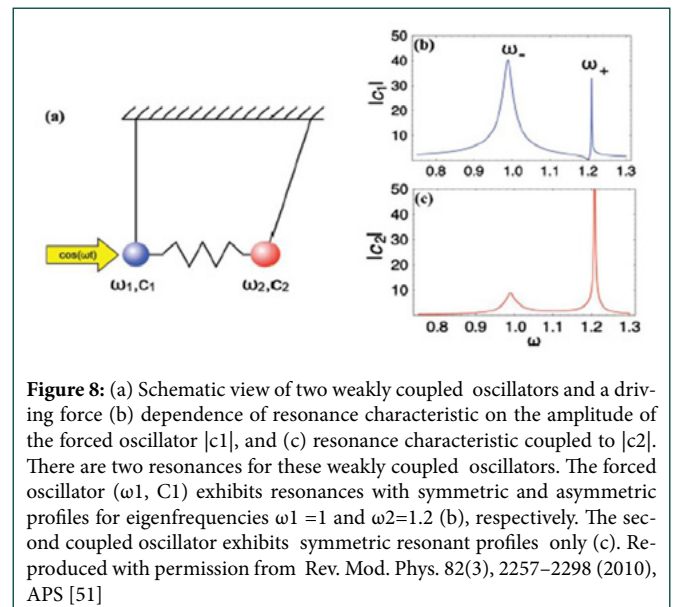 (a)
cos(ωt)
ω₁,C₁
ω₂,C₂
(b)
ω₋
ω₊
|C₁|
50
40
30
20
10
0.8 0.9 1.0 1.1 1.2 1.3
(c)
|C₂|
50
40
30
20
10
0.8 0.9 1.0 1.1 1.2 1.3
ω
Figure 8: (a) Schematic view of two weakly coupled oscillators and a driv-
ing force (b) dependence of resonance characteristic on the amplitude of
the forced oscillator |c1|, and (c) resonance characteristic coupled to |c2|.
There are two resonances for these weakly coupled oscillators. The forced
oscillator (ω1, C1) exhibits resonances with symmetric and asymmetric
profiles for eigenfrequencies ω1 =1 and ω2=1.2 (b), respectively. The sec-
ond coupled oscillator exhibits symmetric resonant profiles only (c). Re-
produced with permission from Rev. Mod. Phys. 82(3), 2257–2298 (2010),
APS [51]